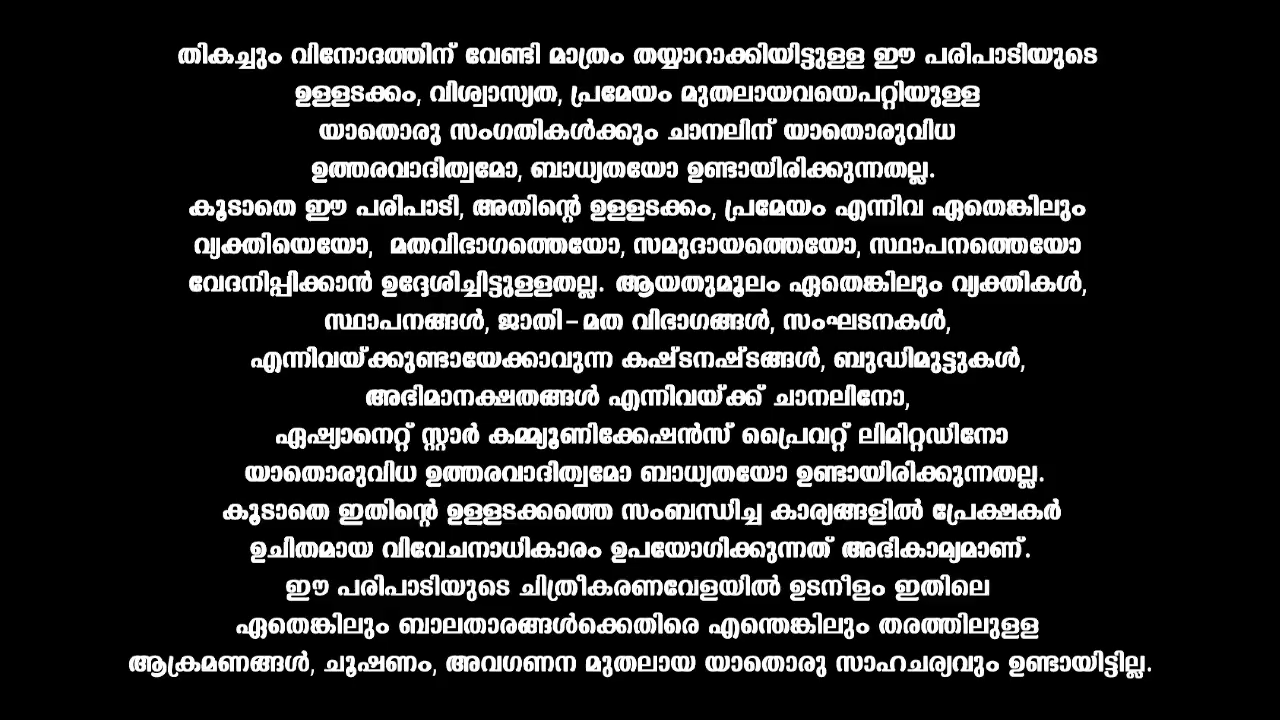 തികച്ചും വിനോദത്തിന് വേണ്ടി മാത്രം തയ്യാറാക്കിയിട്ടുള്ള ഈ പരിപാടിയുടെ
ഉള്ളടക്കം, വിശ്വാസ്യത, പ്രമേയം മുതലായവയെപറ്റിയുള്ള
യാതൊരു സംഗതികൾക്കും ചാനലിന് യാതൊരുവിധ
ഉത്തരവാദിത്വമോ, ബാധ്യതയോ ഉണ്ടായിരിക്കുന്നതല്ല.
കൂടാതെ ഈ പരിപാടി, അതിന്റെ ഉള്ളടക്കം, പ്രമേയം എന്നിവ ഏതെങ്കിലും
വ്യക്തിയെയോ, മതവിഭാഗത്തെയോ, സമുദായത്തെയോ, സ്ഥാപനത്തെയോ
വേദനിപ്പിക്കാൻ ഉദ്ദേശിച്ചിട്ടുള്ളതല്ല. ആയതുമൂലം ഏതെങ്കിലും വ്യക്തികൾ,
സ്ഥാപനങ്ങൾ, ജാതി – മത വിഭാഗങ്ങൾ, സംഘടനകൾ,
എന്നിവയ്ക്കുണ്ടായേക്കാവുന്ന കഷ്ടനഷ്ടങ്ങൾ, ബുദ്ധിമുട്ടുകൾ,
അഭിമാനക്ഷതങ്ങൾ എന്നിവയ്ക്ക് ചാനലിനോ,
ഏഷ്യാനെറ്റ് സ്റ്റാർ കമ്മ്യൂണിക്കേഷൻസ് പ്രൈവറ്റ് ലിമിറ്റഡിനോ
യാതൊരുവിധ ഉത്തരവാദിത്വമോ ബാധ്യതയോ ഉണ്ടായിരിക്കുന്നതല്ല.
കൂടാതെ ഇതിന്റെ ഉള്ളടക്കത്തെ സംബന്ധിച്ച കാര്യങ്ങളിൽ പ്രേക്ഷകർ
ഉചിതമായ വിവേചനാധികാരം ഉപയോഗിക്കുന്നത് അഭികാമ്യമാണ്.
ഈ പരിപാടിയുടെ ചിത്രീകരണവേളയിൽ ഉടനീളം ഇതിലെ
ഏതെങ്കിലും ബാലതാരങ്ങൾക്കെതിരെ എന്തെങ്കിലും തരത്തിലുള്ള
ആക്രമണങ്ങൾ, ചൂഷണം, അവഗണന മുതലായ യാതൊരു സാഹചര്യവും ഉണ്ടായിട്ടില്ല.